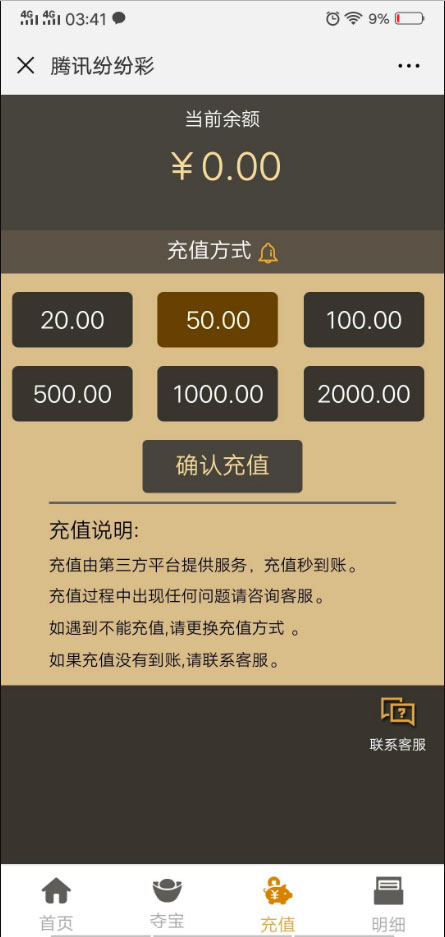 4G 4G 03:41 9%
腾讯纷纷彩
当前余额
￥0.00
充值方式
20.00 50.00 100.00
500.00 1000.00 2000.00
确认充值
充值说明:
充值由第三方平台提供服务，充值秒到账。
充值过程中出现任何问题请咨询客服。
如遇到不能充值,请更换充值方式 。
如果充值没有到账,请联系客服。
?
联系客服
¥
首页 夺宝 充值 明细